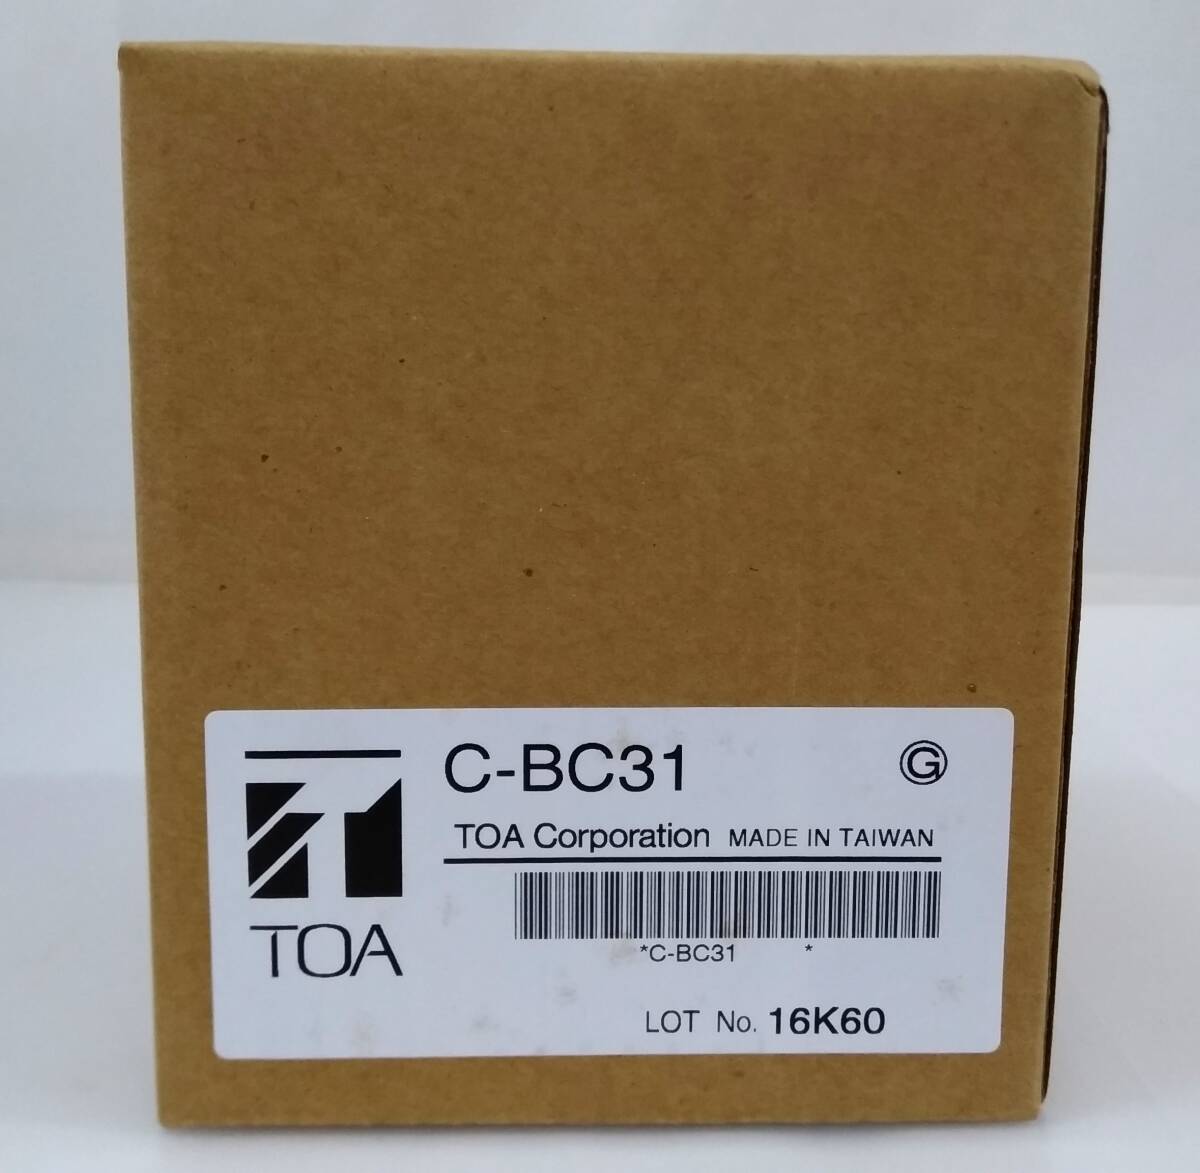 C-BC31 G
TOA Corporation MADE IN TAIWAN
TOA
*C-BC31 *
LOT No. 16K60